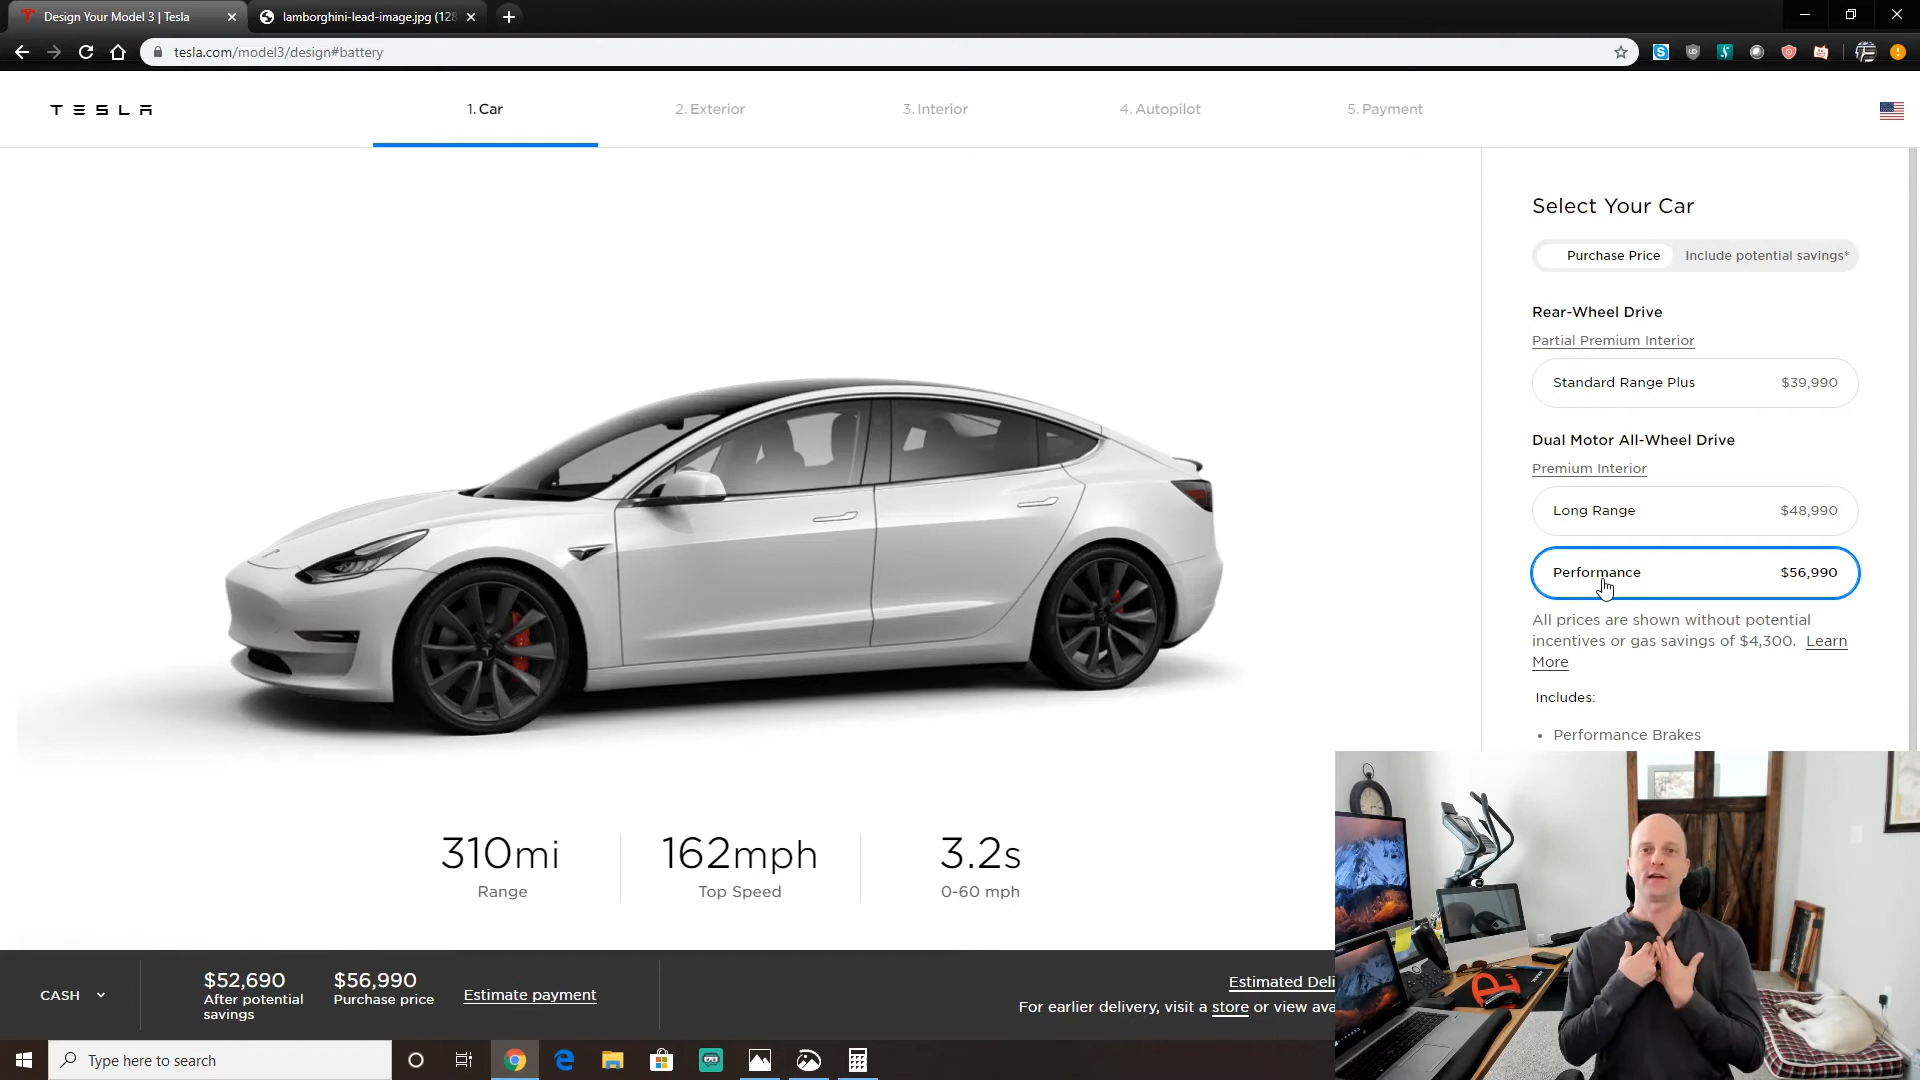 Design Your Model 3 | Tesla
lamborghini-lead-image.jpg (128
tesla.com/model3/design#battery
TESLA
1. Car
2. Exterior
3. Interior
4. Autopilot
5. Payment
Select Your Car
Purchase Price
Include potential savings*
Rear-Wheel Drive
Partial Premium Interior
Standard Range Plus $39,990
Dual Motor All-Wheel Drive
Premium Interior
Long Range $48,990
Performance $56,990
All prices are shown without potential
incentives or gas savings of $4,300. Learn
More
Includes:
• Performance Brakes
310mi
Range
162mph
Top Speed
3.2s
0-60 mph
CASH
$52,690
After potential
savings
$56,990
Purchase price
Estimate payment
Estimated Deli
For earlier delivery, visit a store or view ava
Type here to search